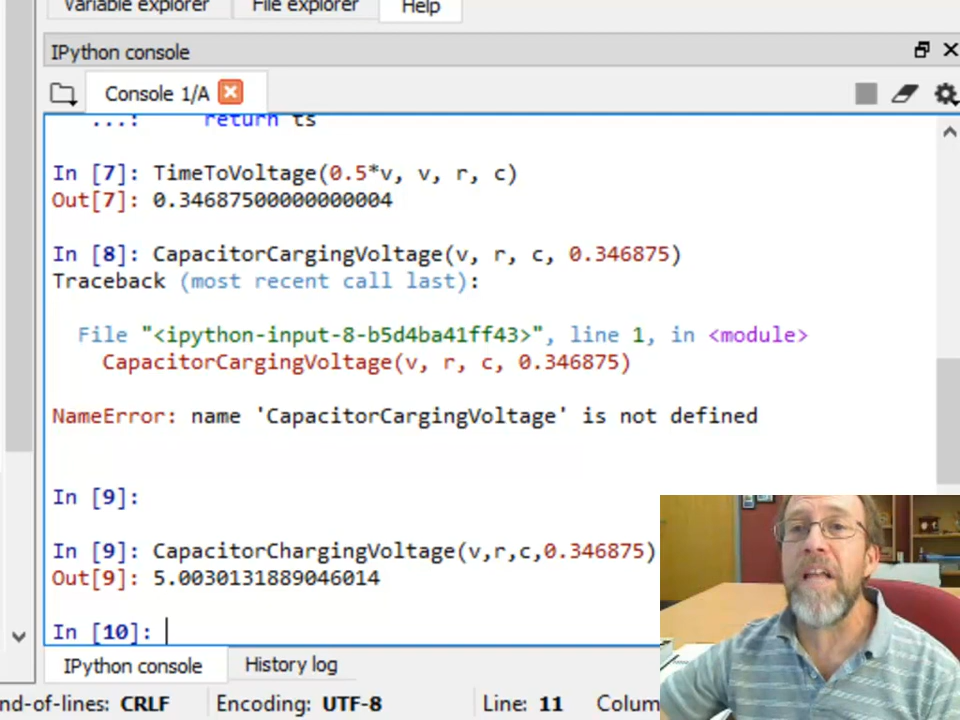 Variable explorer File explorer Help
IPython console
Console 1/A
...: return ts
In [7]: TimeToVoltage(0.5*v, v, r, c)
Out[7]: 0.34687500000000004
In [8]: CapacitorCargingVoltage(v, r, c, 0.346875)
Traceback (most recent call last):
File "<ipython-input-8-b5d4ba41ff43>", line 1, in <module>
CapacitorCargingVoltage(v, r, c, 0.346875)
NameError: name 'CapacitorCargingVoltage' is not defined
In [9]:
In [9]: CapacitorChargingVoltage(v,r,c,0.346875)
Out[9]: 5.0030131889046014
In [10]:
IPython console History log
nd-of-lines: CRLF Encoding: UTF-8 Line: 11 Colum